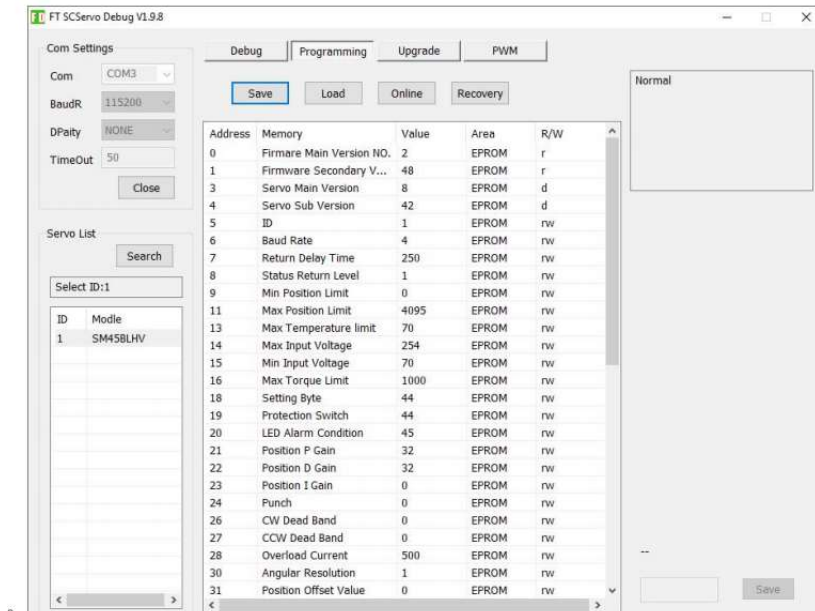 FD FT SCServo Debug V1.9.8
Com Settings
Com COM3
BaudR 115200
DPaity NONE
TimeOut 50
Close
Servo List
Search
Select ID:1
ID Modle
1 SM45BLHV
Debug Programming Upgrade PWM
Save Load Online Recovery
Address Memory Value Area R/W
0 Firmare Main Version NO. 2 EPROM r
1 Firmware Secondary V... 48 EPROM r
3 Servo Main Version 8 EPROM d
4 Servo Sub Version 42 EPROM d
5 ID 1 EPROM rw
6 Baud Rate 4 EPROM rw
7 Return Delay Time 250 EPROM rw
8 Status Return Level 1 EPROM rw
9 Min Position Limit 0 EPROM rw
11 Max Position Limit 4095 EPROM rw
13 Max Temperature limit 70 EPROM rw
14 Max Input Voltage 254 EPROM rw
15 Min Input Voltage 70 EPROM rw
16 Max Torque Limit 1000 EPROM rw
18 Setting Byte 44 EPROM rw
19 Protection Switch 44 EPROM rw
20 LED Alarm Condition 45 EPROM rw
21 Position P Gain 32 EPROM rw
22 Position D Gain 32 EPROM rw
23 Position I Gain 0 EPROM rw
24 Punch 0 EPROM rw
26 CW Dead Band 0 EPROM rw
27 CCW Dead Band 0 EPROM rw
28 Overload Current 500 EPROM rw
30 Angular Resolution 1 EPROM rw
31 Position Offset Value 0 EPROM rw
Normal
--
Save